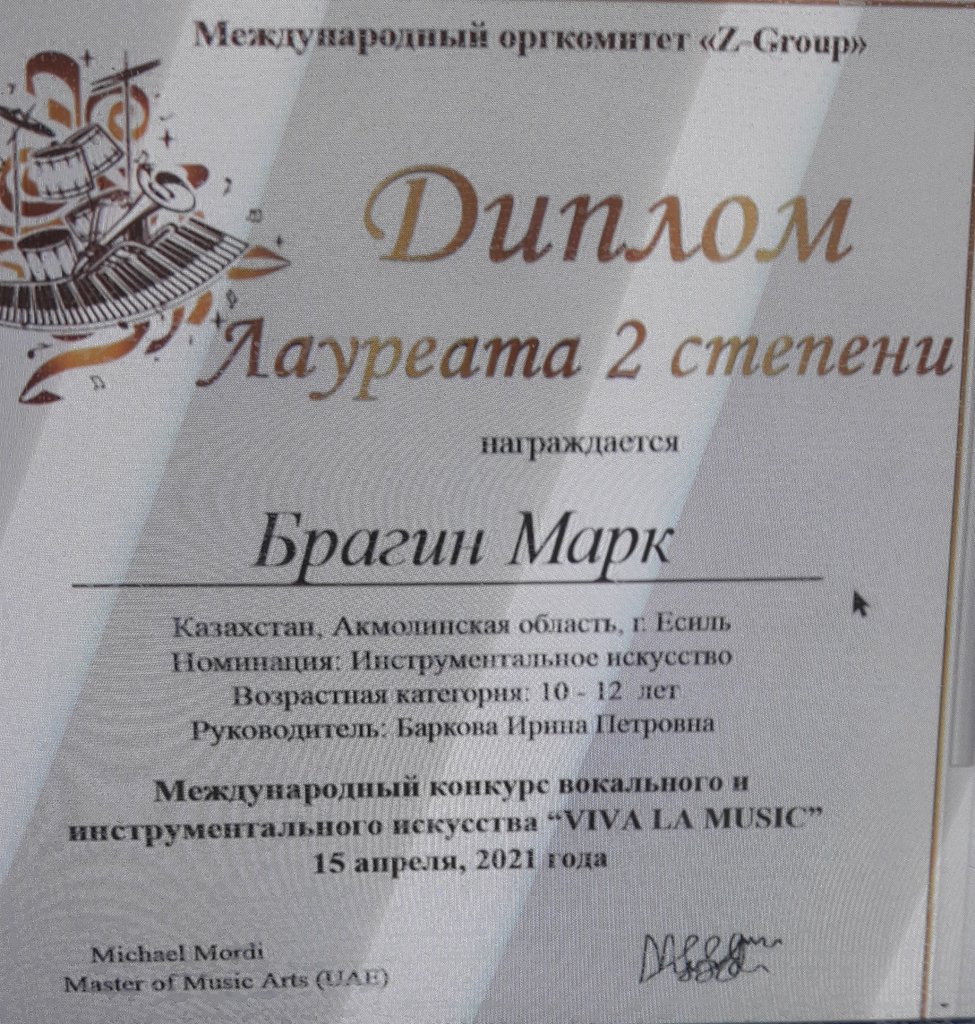 Международный оргкомитет «Z-Group»
Диплом
Лауреата 2 степени
награждается
Брагин Марк
Казахстан, Акмолинская область, г. Есиль
Номинация: Инструментальное искусство
Возрастная категория: 10 - 12 лет
Руководитель: Баркова Ирина Петровна
Международный конкурс вокального и
инструментального искусства “VIVA LA MUSIC”
15 апреля, 2021 года
Michael Mordi
Master of Music Arts (UAE)